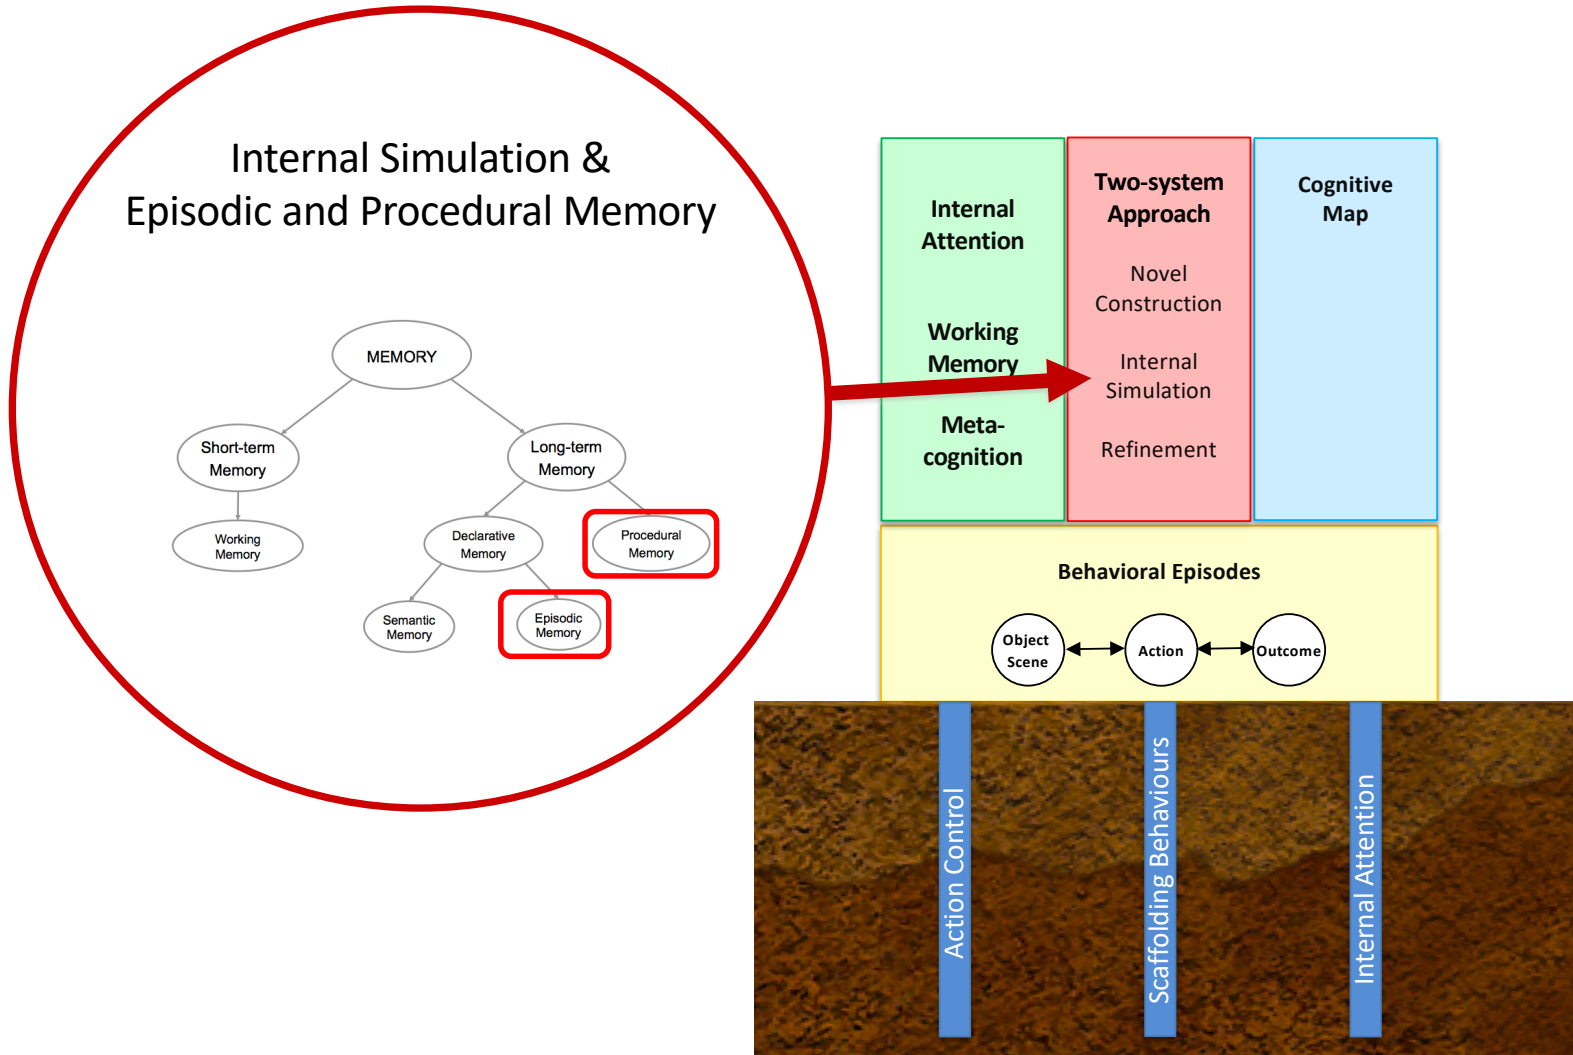 Internal Simulation &
Episodic and Procedural Memory
MEMORY
Short-term
Memory
Long-term
Memory
Working
Memory
Declarative
Memory
Procedural
Memory
Semantic
Memory
Episodic
Memory
Internal
Attention
Working
Memory
Meta-
cognition
Two-system
Approach
Novel
Construction
Internal
Simulation
Refinement
Cognitive
Map
Behavioral Episodes
Object
Scene
Action
Outcome
Action Control
Scaffolding Behaviours
Internal Attention